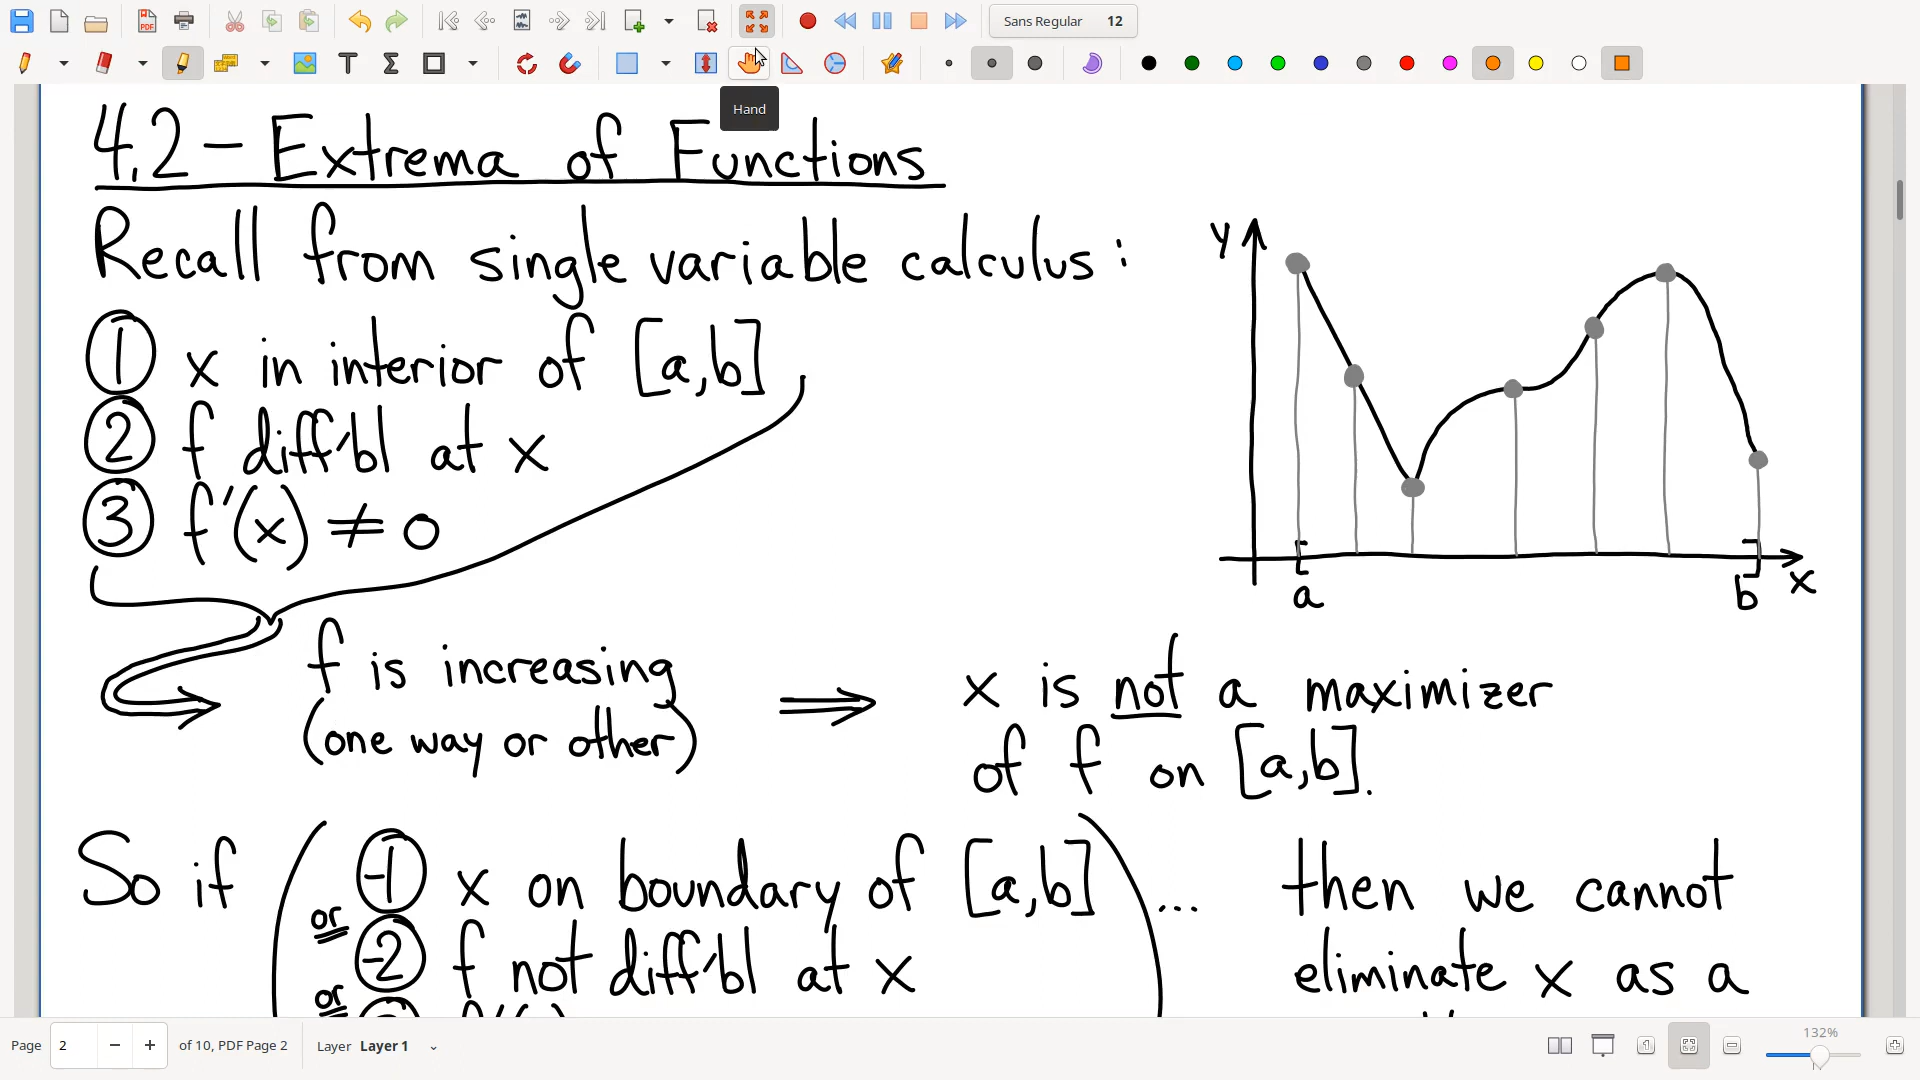 Sans Regular 12
Hand
4.2 - Extrema of Functions
Recall from single variable calculus:
① x in interior of [a,b]
② f diff'bl at x
③ f'(x) ≠ 0
y
a
b
x
f is increasing
(one way or other)
⟹
x is not a maximizer
of f on [a,b].
So if
(¬1) x on boundary of [a,b] ...
or
(¬2) f not diff'bl at x
or
then we cannot
eliminate x as a
Page 2 - + of 10, PDF Page 2 Layer Layer 1
132%